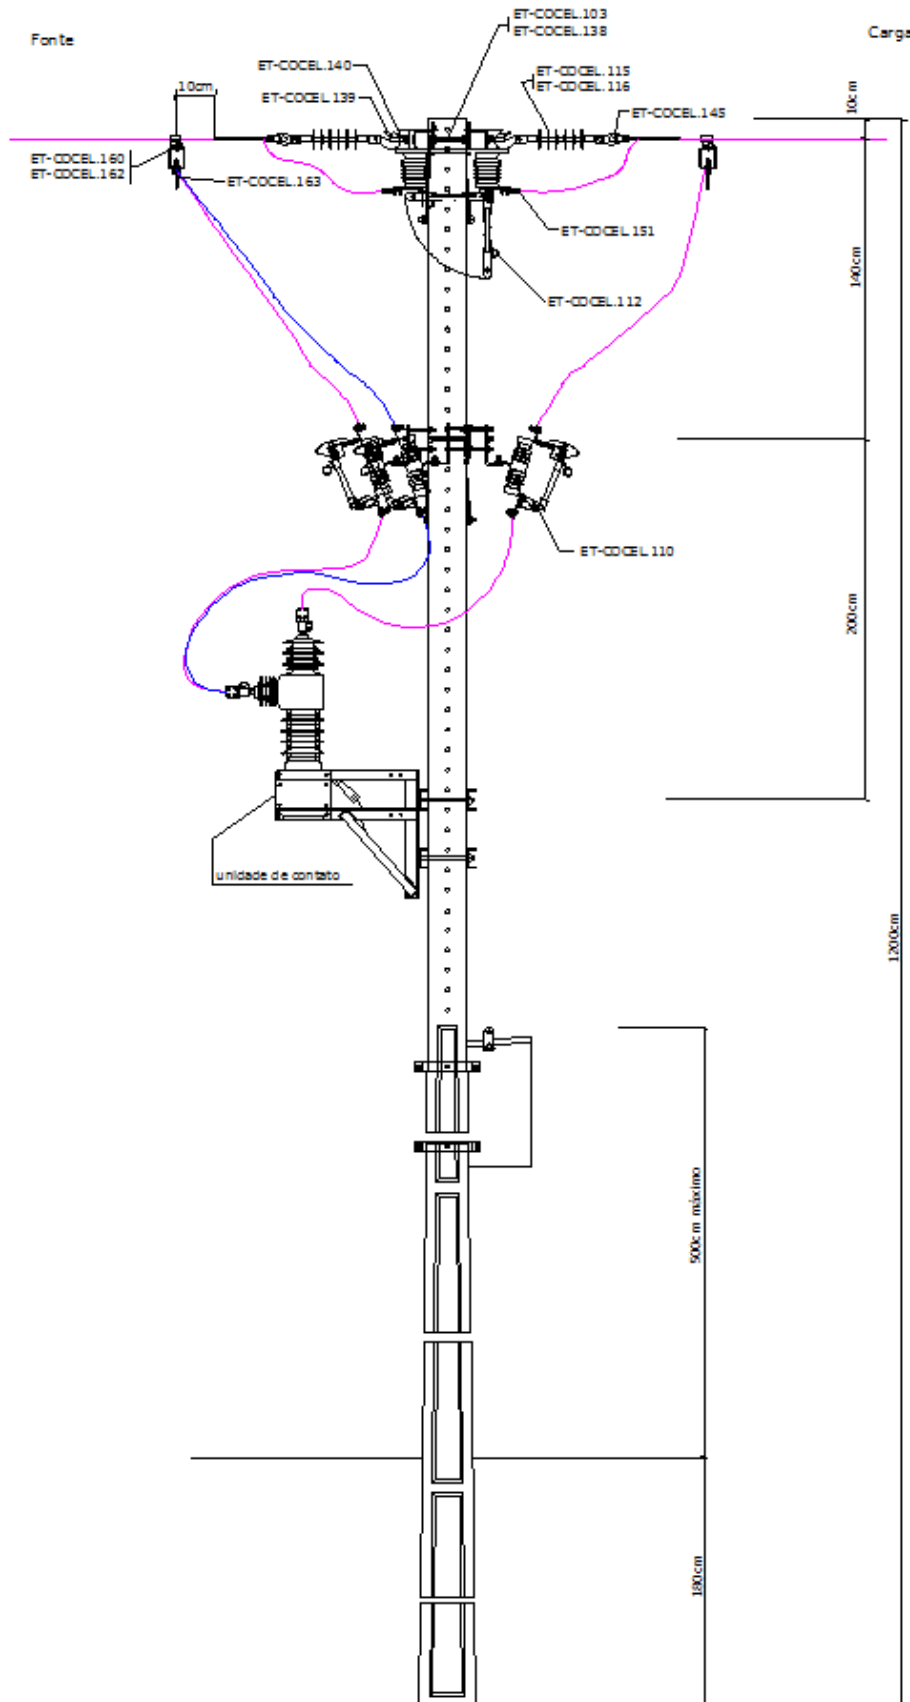 ET-COCEL.103
ET-COCEL.138
Fonte
Carga
ET-COCEL.140
ET-COCEL.115
ET-COCEL.116
10cm
ET-COCEL.139
ET-COCEL.145
10cm
ET-COCEL.160
ET-COCEL.162
ET-COCEL.163
ET-COCEL.151
ET-COCEL.112
140cm
ET-COCEL.110
200cm
unidade de contato
1200cm
500cm máximo
180cm